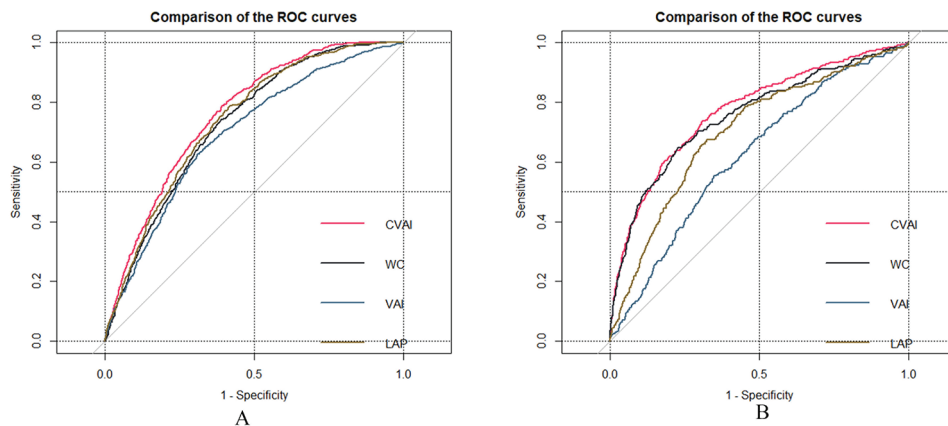 Comparison of the ROC curves
Sensitivity
1.0
0.8
0.6
0.4
0.2
0.0
CVAI
WC
VAI
LAP
0.0 0.5 1.0
1 - Specificity
A
Comparison of the ROC curves
Sensitivity
1.0
0.8
0.6
0.4
0.2
0.0
CVAI
WC
VAI
LAP
0.0 0.5 1.0
1 - Specificity
B